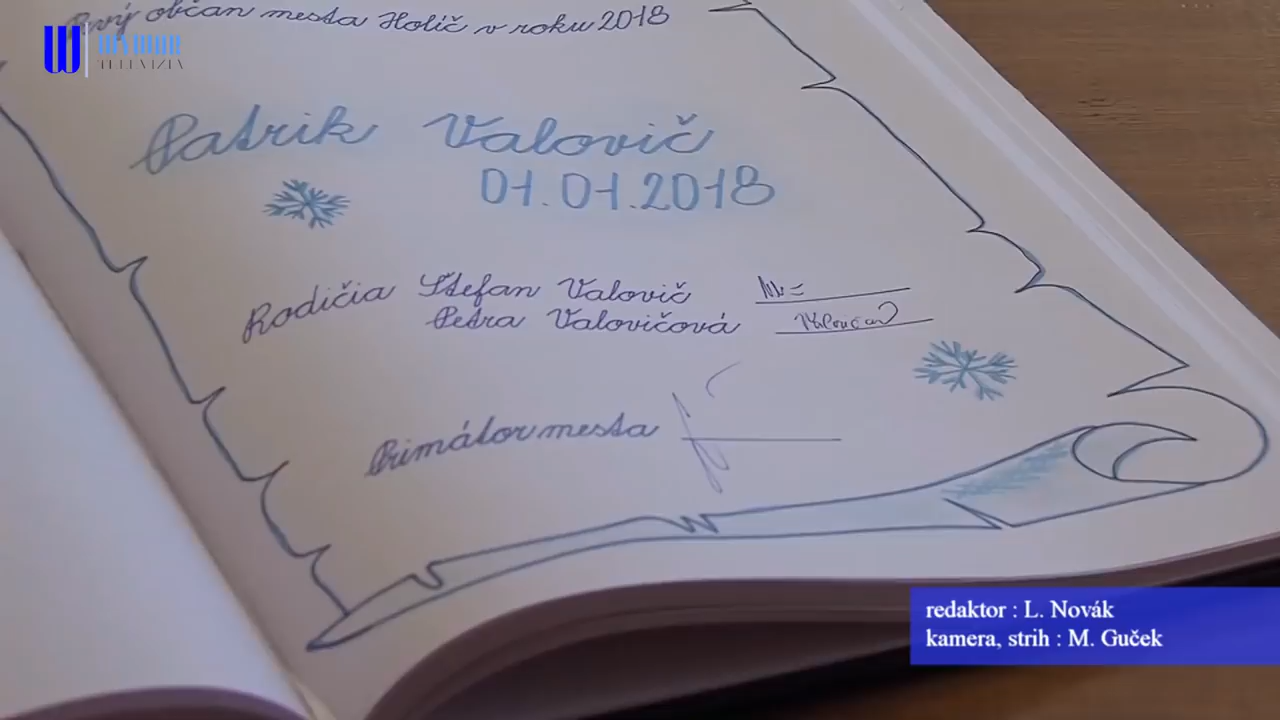 Prvý občan mesta Holíč v roku 2018
TELEVÍZIA
Patrik Valovič
01.01.2018
Rodičia Štefan Valovič
Petra Valovičová
Primátor mesta
redaktor : L. Novák
kamera, strih : M. Guček